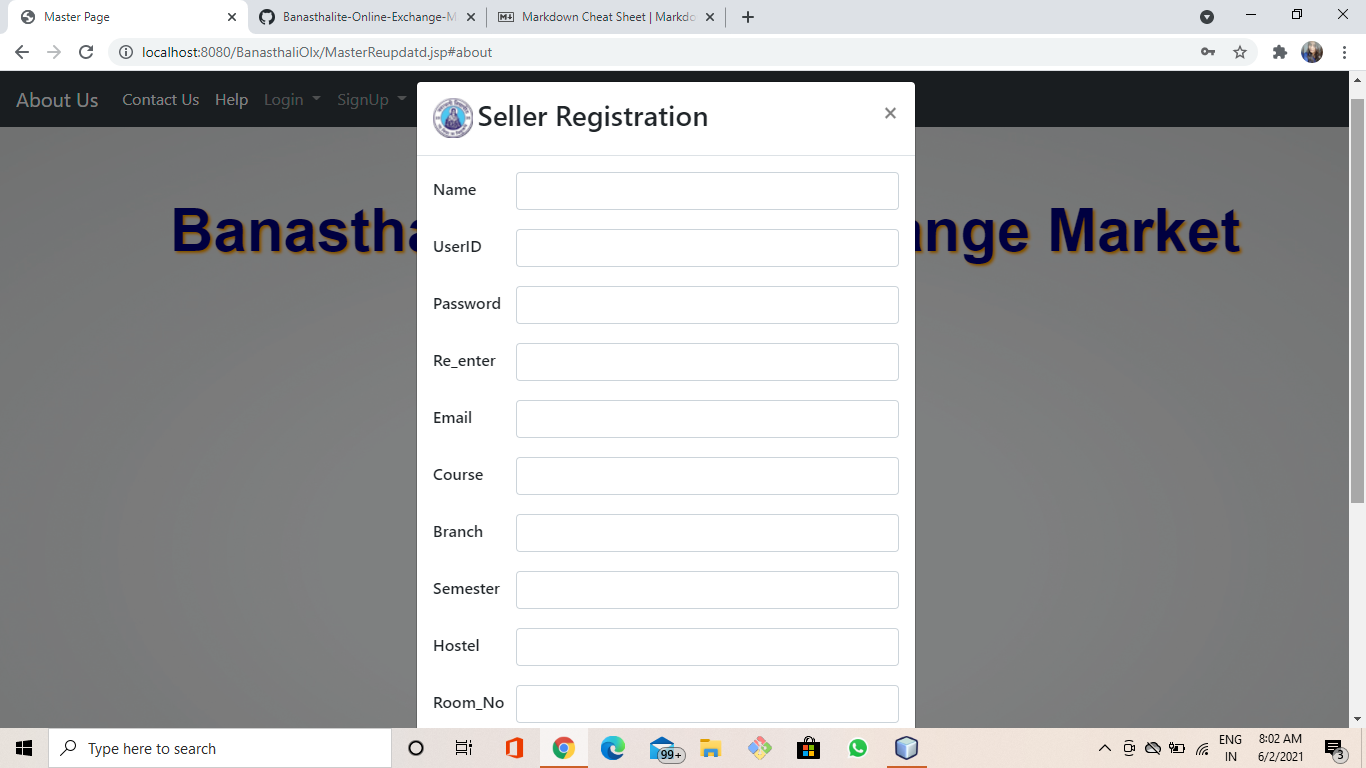 Master Page
Banasthalite-Online-Exchange-M
Markdown Cheat Sheet | Markdo
localhost:8080/BanasthaliOlx/MasterReupdatd.jsp#about
About Us Contact Us Help Login SignUp
Seller Registration
×
Banastha
ange Market
Name
UserID
Password
Re_enter
Email
Course
Branch
Semester
Hostel
Room_No
Type here to search
99+
ENG
IN
8:02 AM
6/2/2021
3